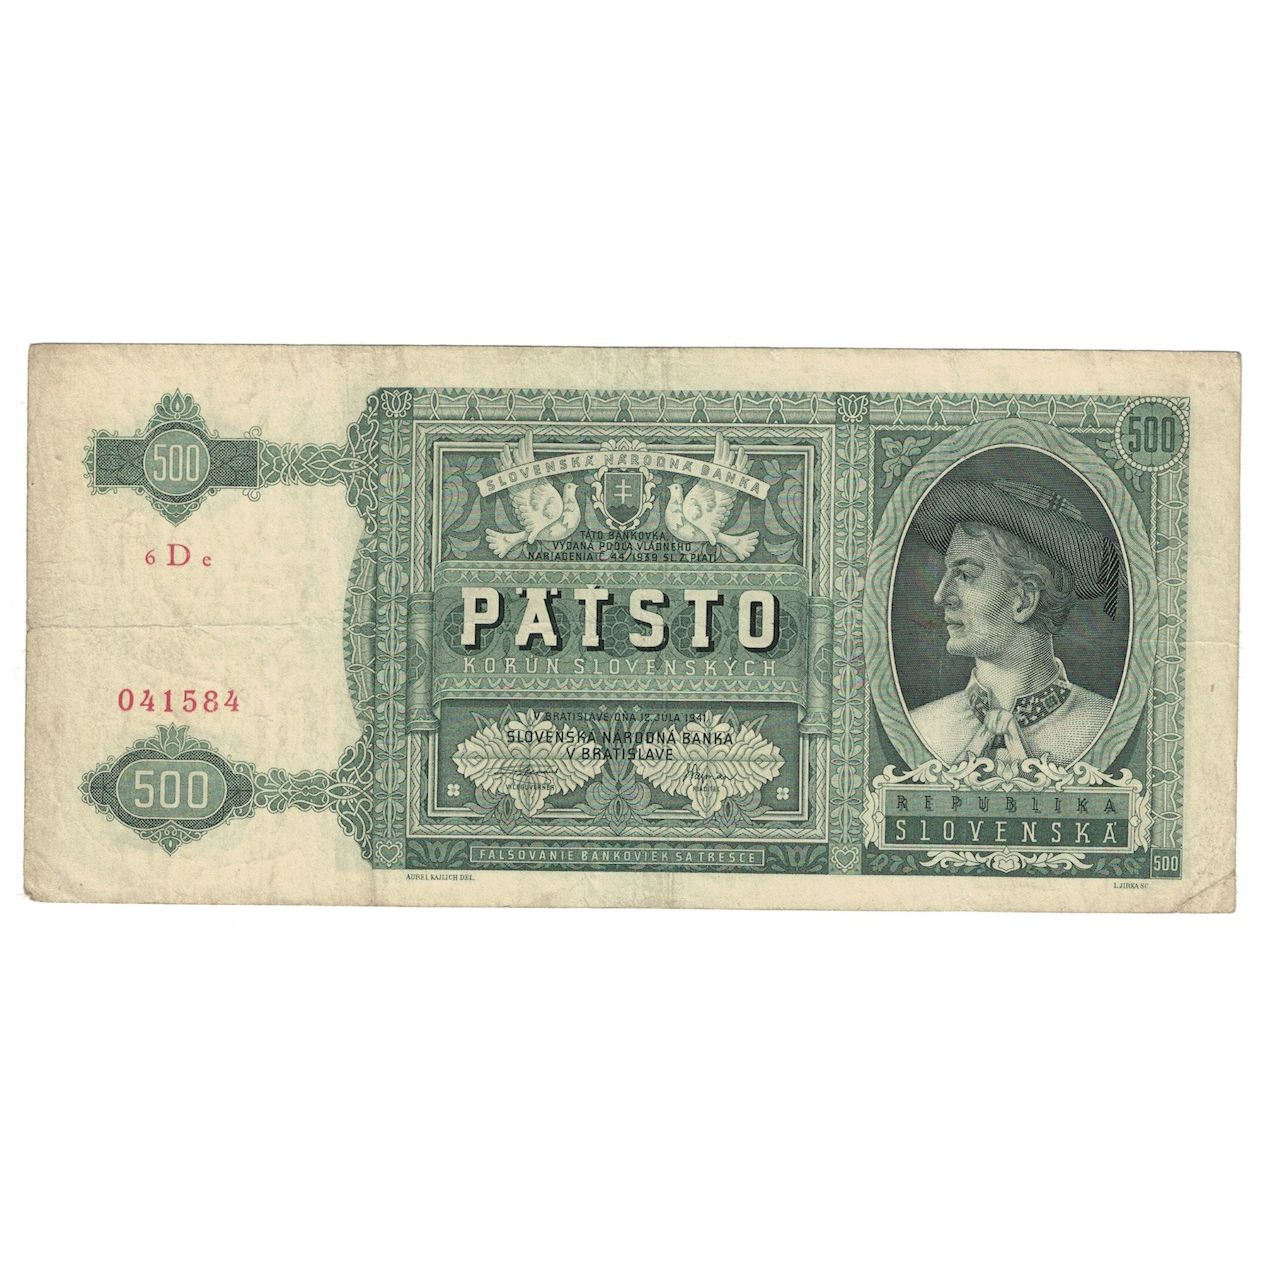 500
6 D e
041584
500
SLOVENSKÁ NÁRODNÁ BANKA
TÁTO BANKOVKA
VYDANÁ PODĽA VLÁDNEHO
NARIADENIA Č. 44/1939 SL. Z. PLATÍ
PÄŤSTO
KORÚN SLOVENSKÝCH
V BRATISLAVE DŇA 12. JÚLA 1941
SLOVENSKÁ NÁRODNÁ BANKA
V BRATISLAVE
VICEGUVERNÉR
RIADITEĽ
FALŠOVANIE BANKOVIEK SA TRESCE
AUREL KAJLICH DEL.
500
REPUBLIKA
SLOVENSKÁ
500
L. JIRKA SC.